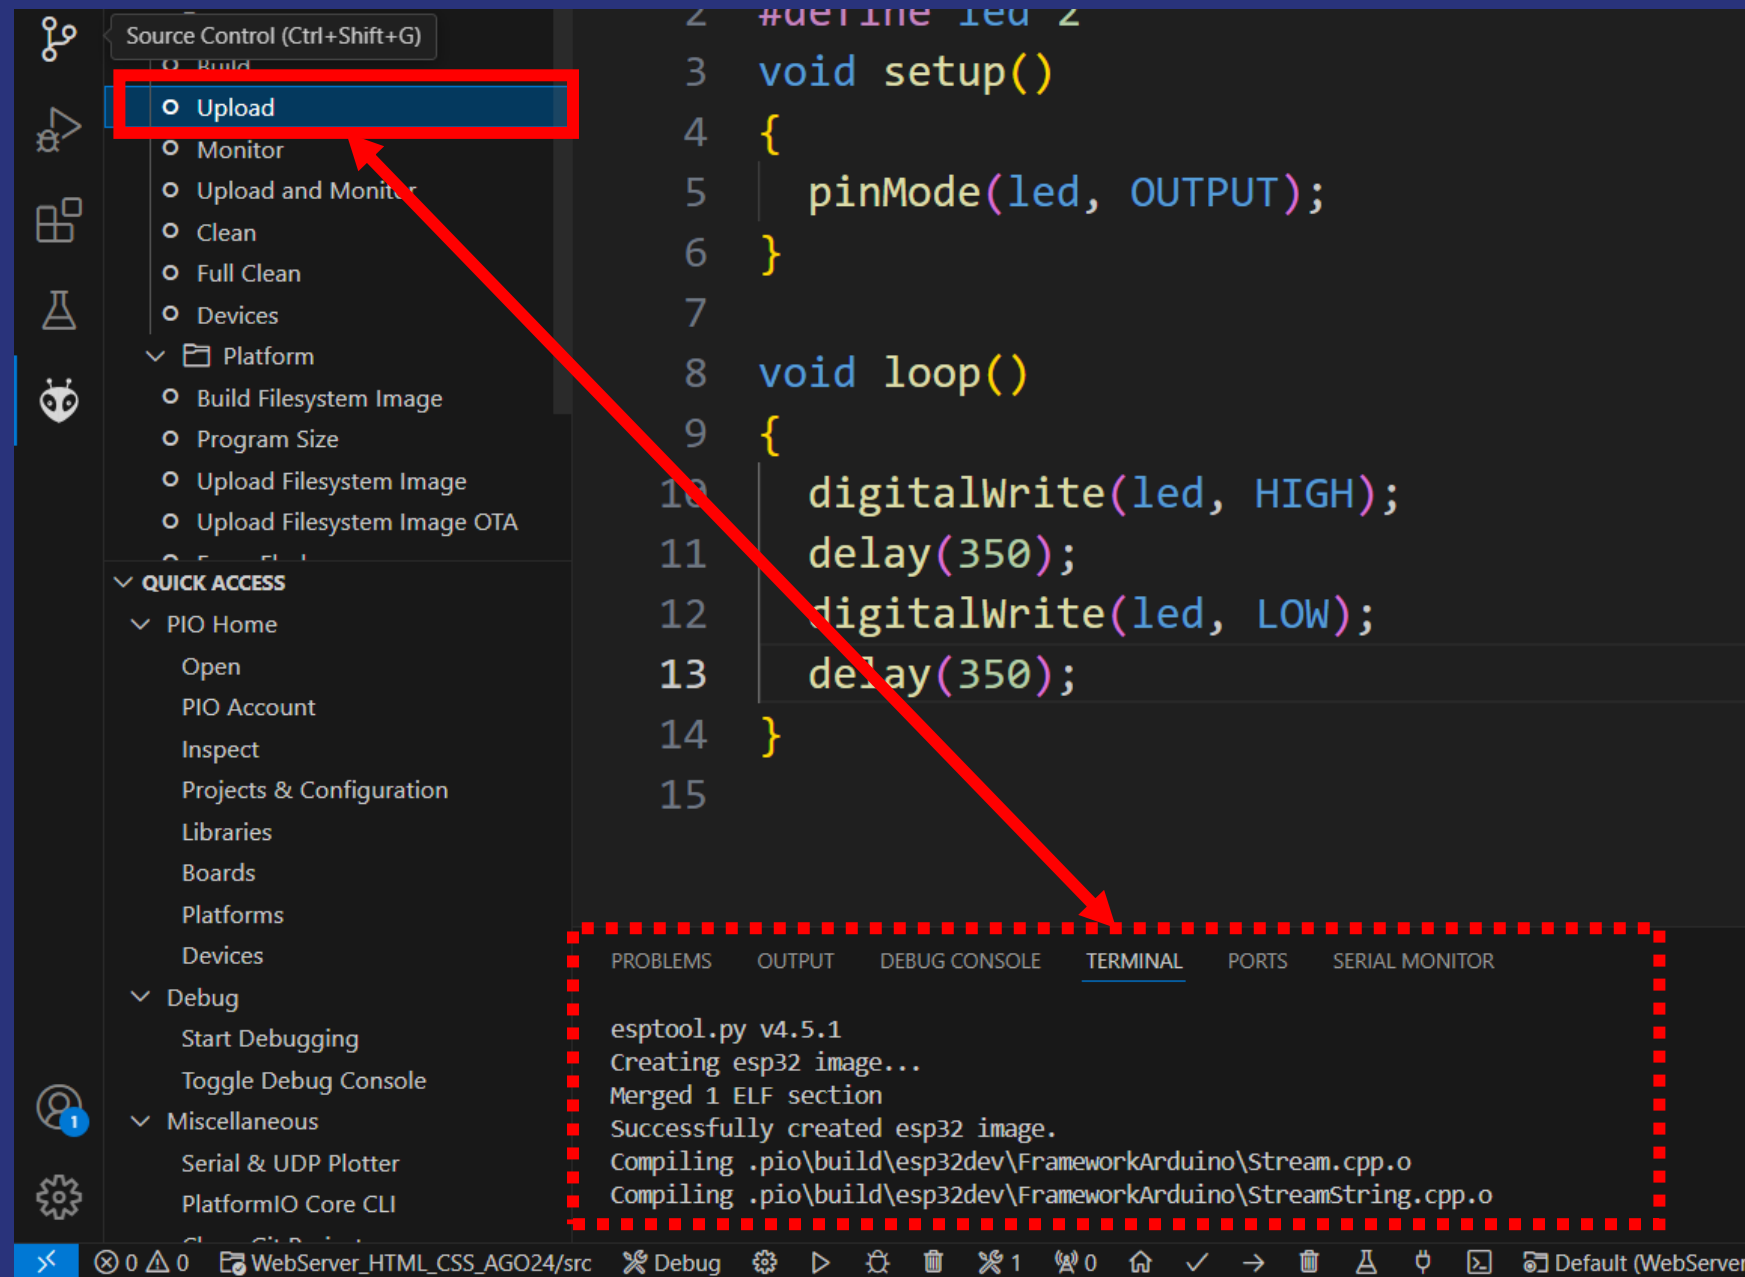 Source Control (Ctrl+Shift+G)
Build
Upload
Monitor
Upload and Monitor
Clean
Full Clean
Devices
Platform
Build Filesystem Image
Program Size
Upload Filesystem Image
Upload Filesystem Image OTA
QUICK ACCESS
PIO Home
Open
PIO Account
Inspect
Projects & Configuration
Libraries
Boards
Platforms
Devices
Debug
Start Debugging
Toggle Debug Console
Miscellaneous
Serial & UDP Plotter
PlatformIO Core CLI
1
2 #define led 2
3 void setup()
4 {
5 pinMode(led, OUTPUT);
6 }
7
8 void loop()
9 {
10 digitalWrite(led, HIGH);
11 delay(350);
12 digitalWrite(led, LOW);
13 delay(350);
14 }
15
PROBLEMS OUTPUT DEBUG CONSOLE TERMINAL PORTS SERIAL MONITOR
esptool.py v4.5.1
Creating esp32 image...
Merged 1 ELF section
Successfully created esp32 image.
Compiling .pio\build\esp32dev\FrameworkArduino\Stream.cpp.o
Compiling .pio\build\esp32dev\FrameworkArduino\StreamString.cpp.o
0 0 WebServer_HTML_CSS_AGO24/src Debug 1 0 Default (WebServer